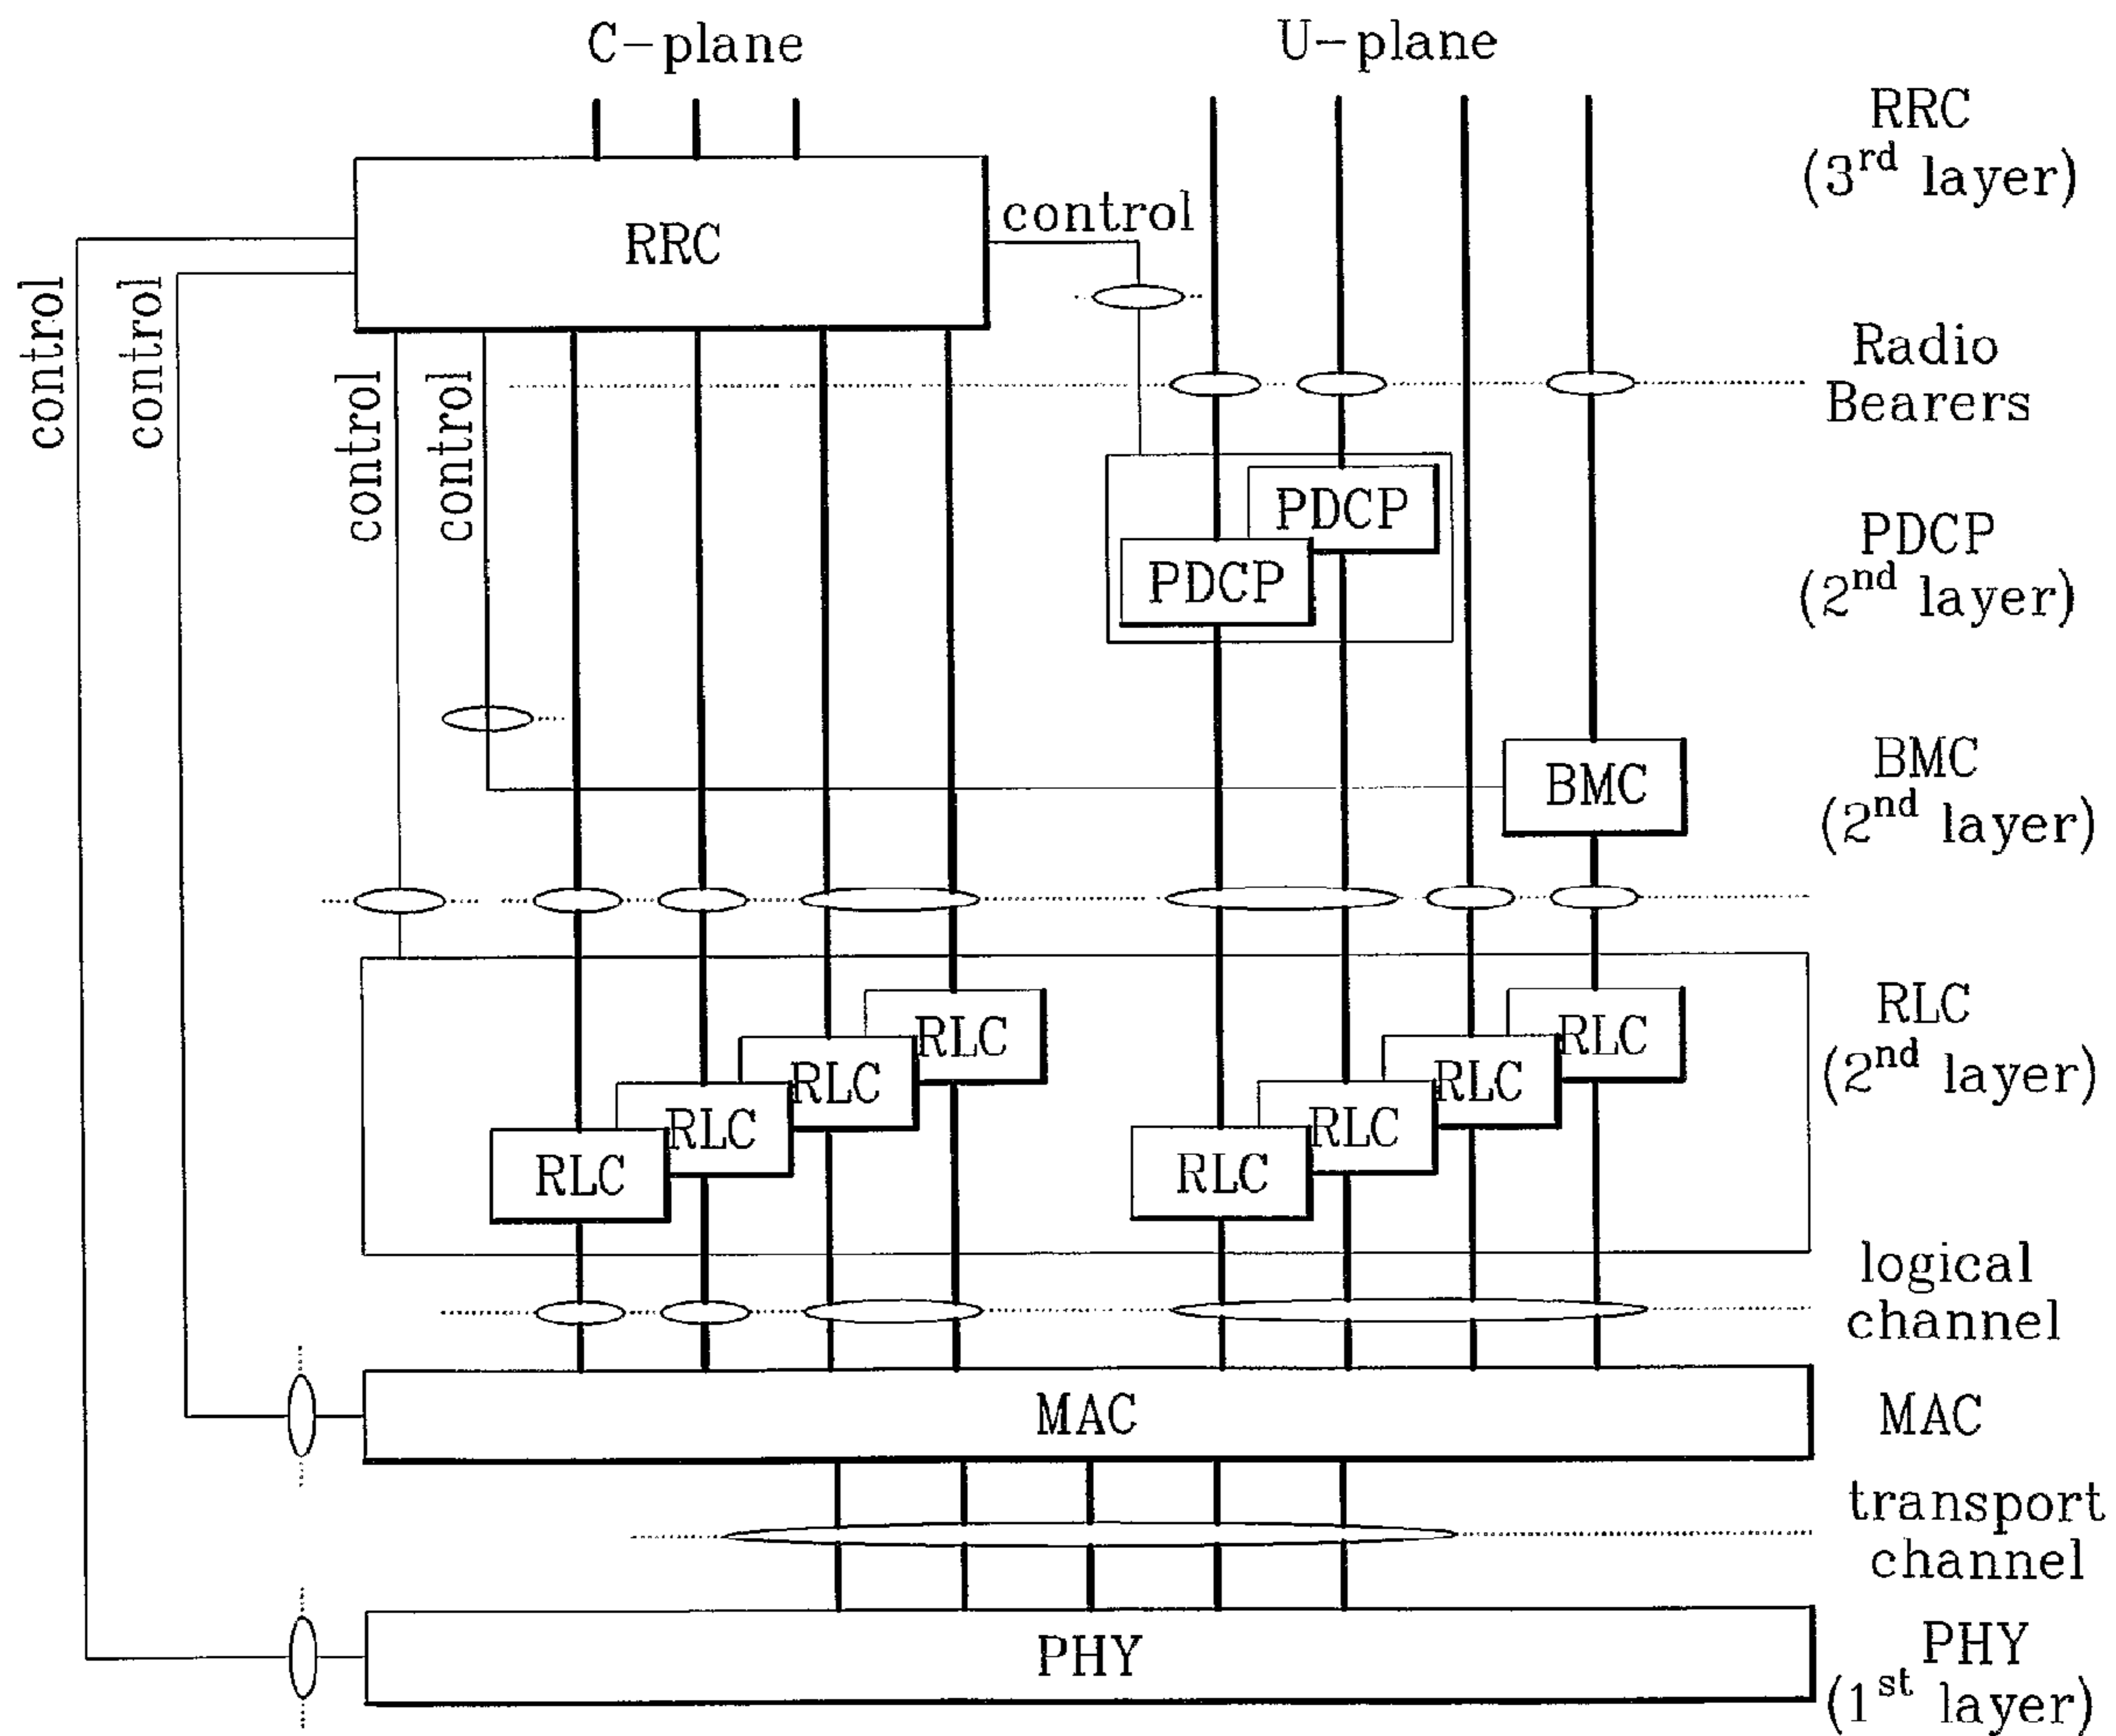 C-plane
U-plane
RRC
(3rd layer)
control
RRC
control
control
control
control
Radio
Bearers
PDCP
PDCP
PDCP
(2nd layer)
BMC
BMC
(2nd layer)
RLC
RLC
RLC
RLC
RLC
RLC
RLC
RLC
RLC
(2nd layer)
logical
channel
MAC
MAC
transport
channel
PHY
PHY
(1st layer)